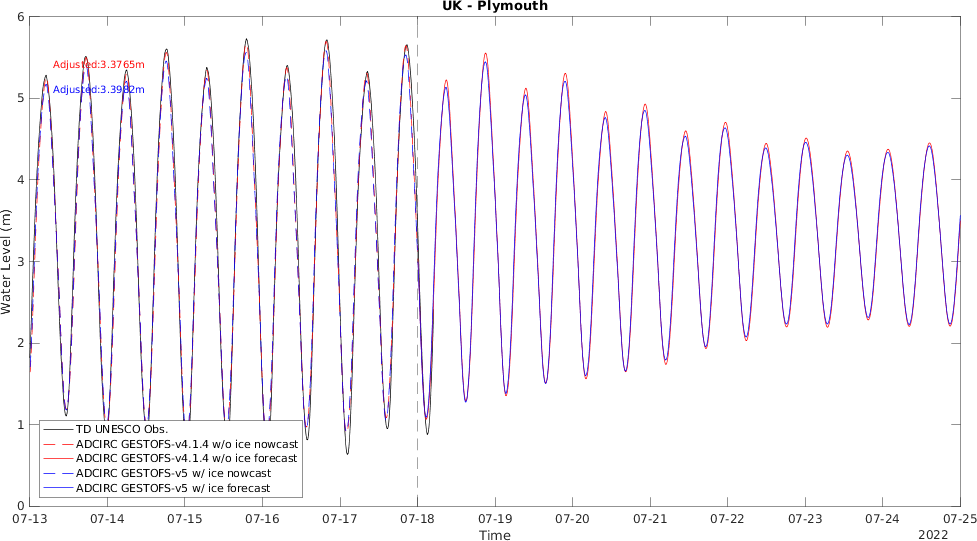 UK - Plymouth
6
Adjusted:3.3765m
Adjusted:3.3982m
5
4
3
2
1
0
Water Level (m)
TD UNESCO Obs.
ADCIRC GESTOFS-v4.1.4 w/o ice nowcast
ADCIRC GESTOFS-v4.1.4 w/o ice forecast
ADCIRC GESTOFS-v5 w/ ice nowcast
ADCIRC GESTOFS-v5 w/ ice forecast
07-13 07-14 07-15 07-16 07-17 07-18 07-19 07-20 07-21 07-22 07-23 07-24 07-25
Time
2022